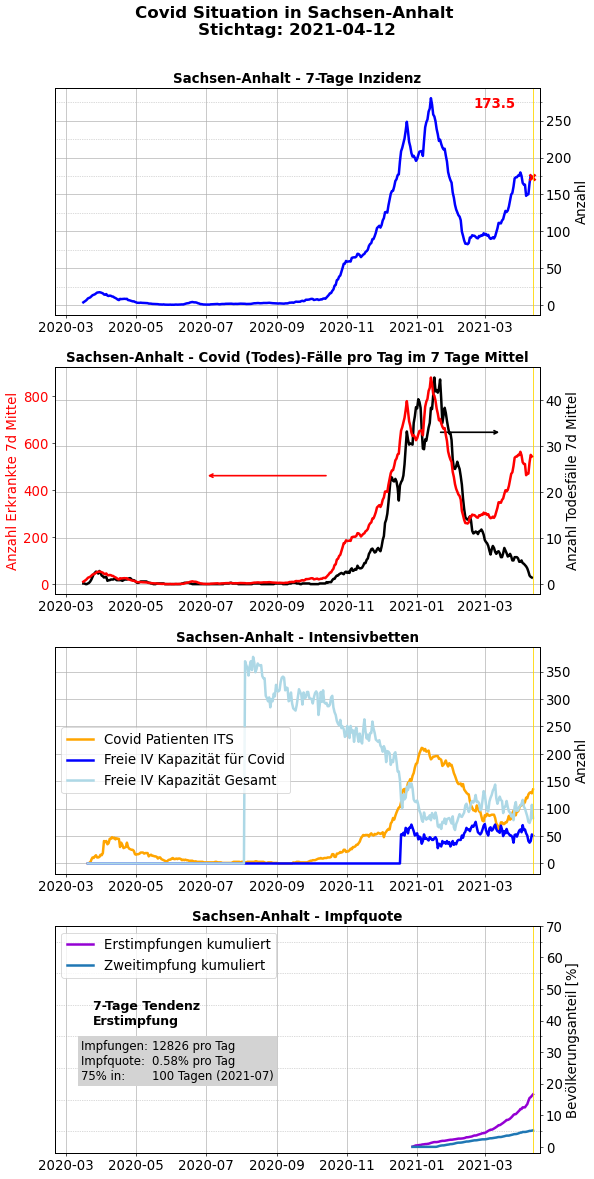 Covid Situation in Sachsen-Anhalt
Stichtag: 2021-04-12
Sachsen-Anhalt - 7-Tage Inzidenz
173.5
250
200
150
100
50
0
Anzahl
2020-03 2020-05 2020-07 2020-09 2020-11 2021-01 2021-03
Sachsen-Anhalt - Covid (Todes)-Fälle pro Tag im 7 Tage Mittel
Anzahl Erkrankte 7d Mittel
800
600
400
200
0
40
30
20
10
0
Anzahl Todesfälle 7d Mittel
2020-03 2020-05 2020-07 2020-09 2020-11 2021-01 2021-03
Sachsen-Anhalt - Intensivbetten
Covid Patienten ITS
Freie IV Kapazität für Covid
Freie IV Kapazität Gesamt
350
300
250
200
150
100
50
0
Anzahl
2020-03 2020-05 2020-07 2020-09 2020-11 2021-01 2021-03
Sachsen-Anhalt - Impfquote
Erstimpfungen kumuliert
Zweitimpfung kumuliert
7-Tage Tendenz
Erstimpfung
Impfungen: 12826 pro Tag
Impfquote: 0.58% pro Tag
75% in: 100 Tagen (2021-07)
70
60
50
40
30
20
10
0
Bevölkerungsanteil [%]
2020-03 2020-05 2020-07 2020-09 2020-11 2021-01 2021-03